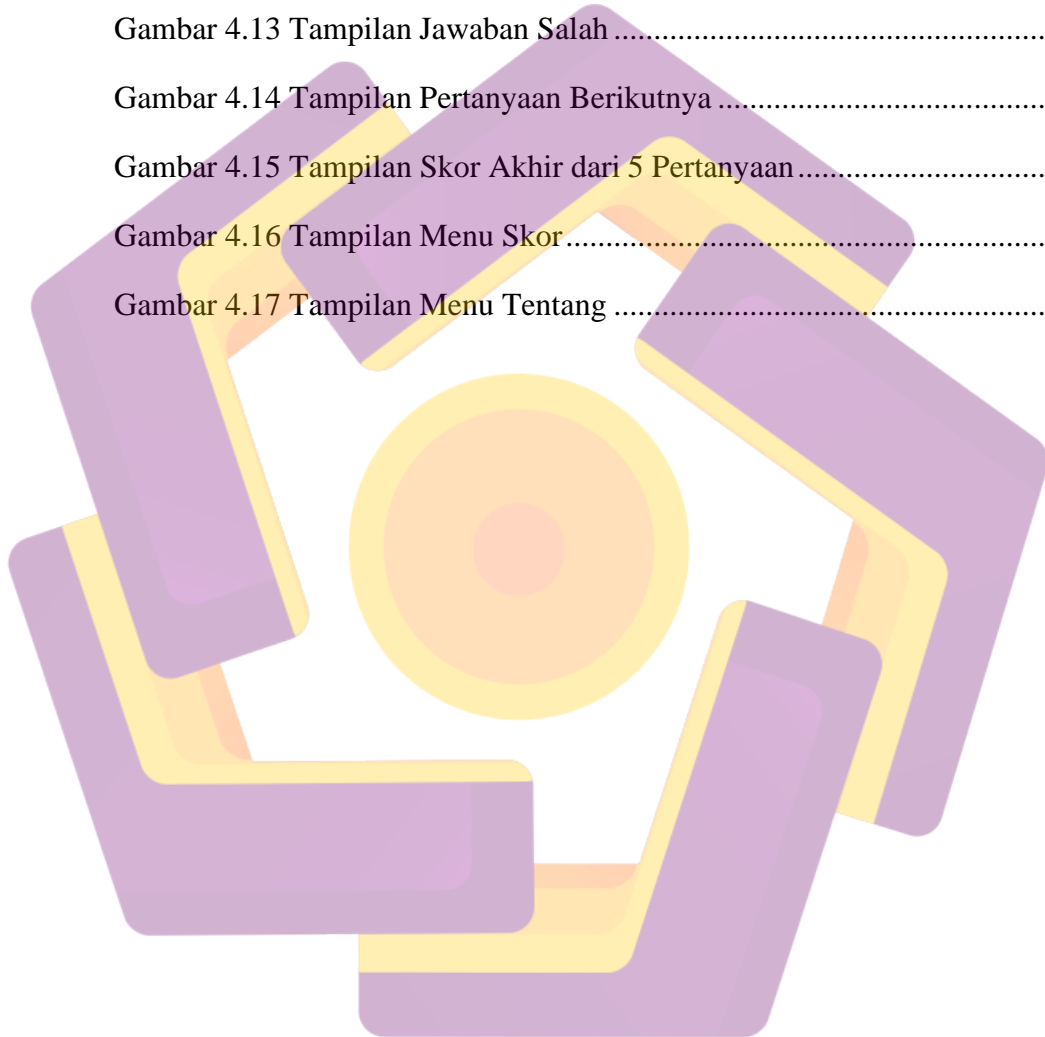 Gambar 4.13 Tampilan Jawaban Salah ......................................................
Gambar 4.14 Tampilan Pertanyaan Berikutnya .........................................
Gambar 4.15 Tampilan Skor Akhir dari 5 Pertanyaan ...............................
Gambar 4.16 Tampilan Menu Skor ............................................................
Gambar 4.17 Tampilan Menu Tentang ......................................................